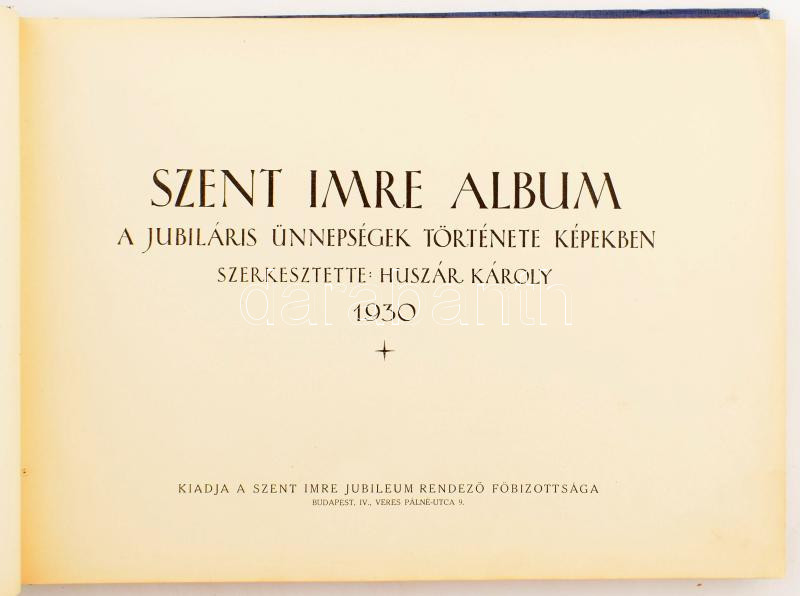 SZENT IMRE ALBUM
A JUBILÁRIS ÜNNEPSÉGEK TÖRTÉNETE KÉPEKBEN
SZERKESZTETTE: HUSZÁR KÁROLY
darabanth
1930
KIADJA A SZENT IMRE JUBILEUM RENDEZŐ FŐBIZOTTSÁGA
BUDAPEST, IV., VERES PÁLNÉ-UTCA 9.